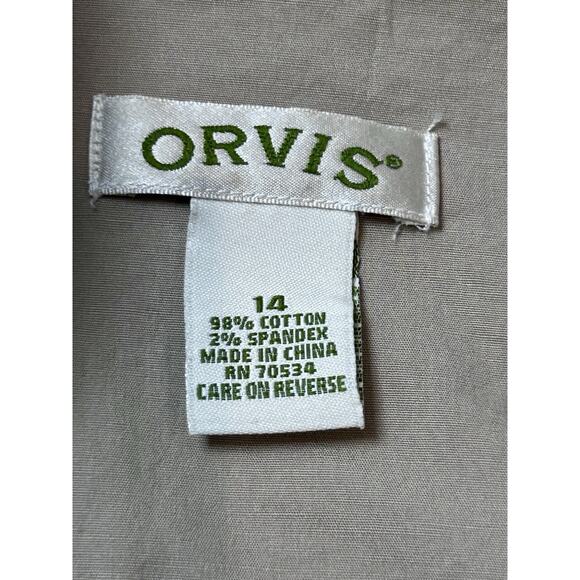 ORVIS®
14
98% COTTON
2% SPANDEX
MADE IN CHINA
RN 70534
CARE ON REVERSE